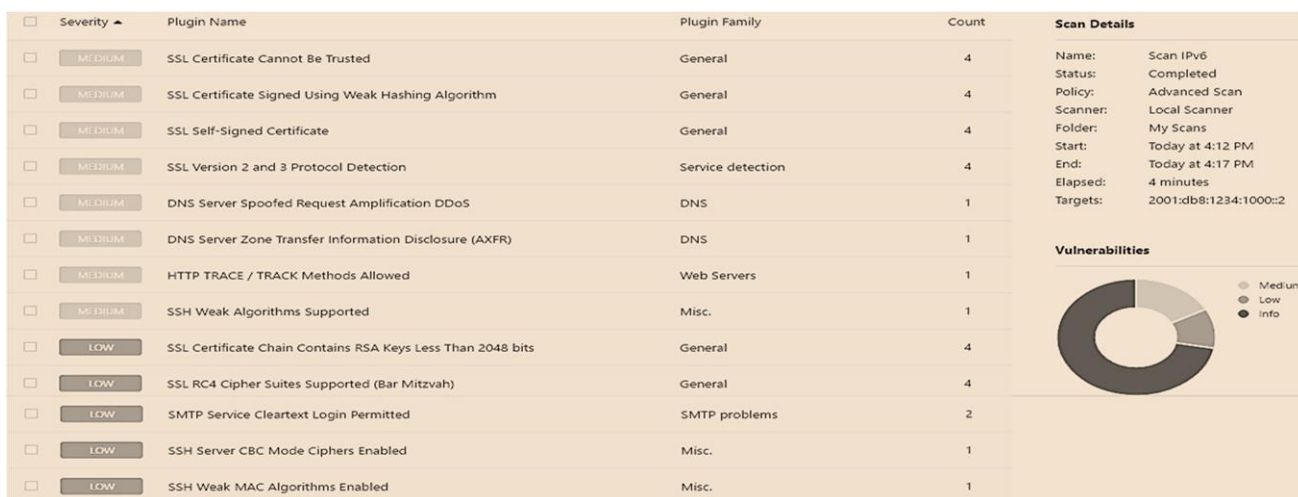 Severity Plugin Name Plugin Family Count
MEDIUM SSL Certificate Cannot Be Trusted General 4
MEDIUM SSL Certificate Signed Using Weak Hashing Algorithm General 4
MEDIUM SSL Self-Signed Certificate General 4
MEDIUM SSL Version 2 and 3 Protocol Detection Service detection 4
MEDIUM DNS Server Spoofed Request Amplification DDoS DNS 1
MEDIUM DNS Server Zone Transfer Information Disclosure (AXFR) DNS 1
MEDIUM HTTP TRACE / TRACK Methods Allowed Web Servers 1
MEDIUM SSH Weak Algorithms Supported Misc. 1
LOW SSL Certificate Chain Contains RSA Keys Less Than 2048 bits General 4
LOW SSL RC4 Cipher Suites Supported (Bar Mitzvah) General 4
LOW SMTP Service Cleartext Login Permitted SMTP problems 2
LOW SSH Server CBC Mode Ciphers Enabled Misc. 1
LOW SSH Weak MAC Algorithms Enabled Misc. 1
Scan Details
Name: Scan IPv6
Status: Completed
Policy: Advanced Scan
Scanner: Local Scanner
Folder: My Scans
Start: Today at 4:12 PM
End: Today at 4:17 PM
Elapsed: 4 minutes
Targets: 2001:db8:1234:1000::2
Vulnerabilities
Medium
Low
Info